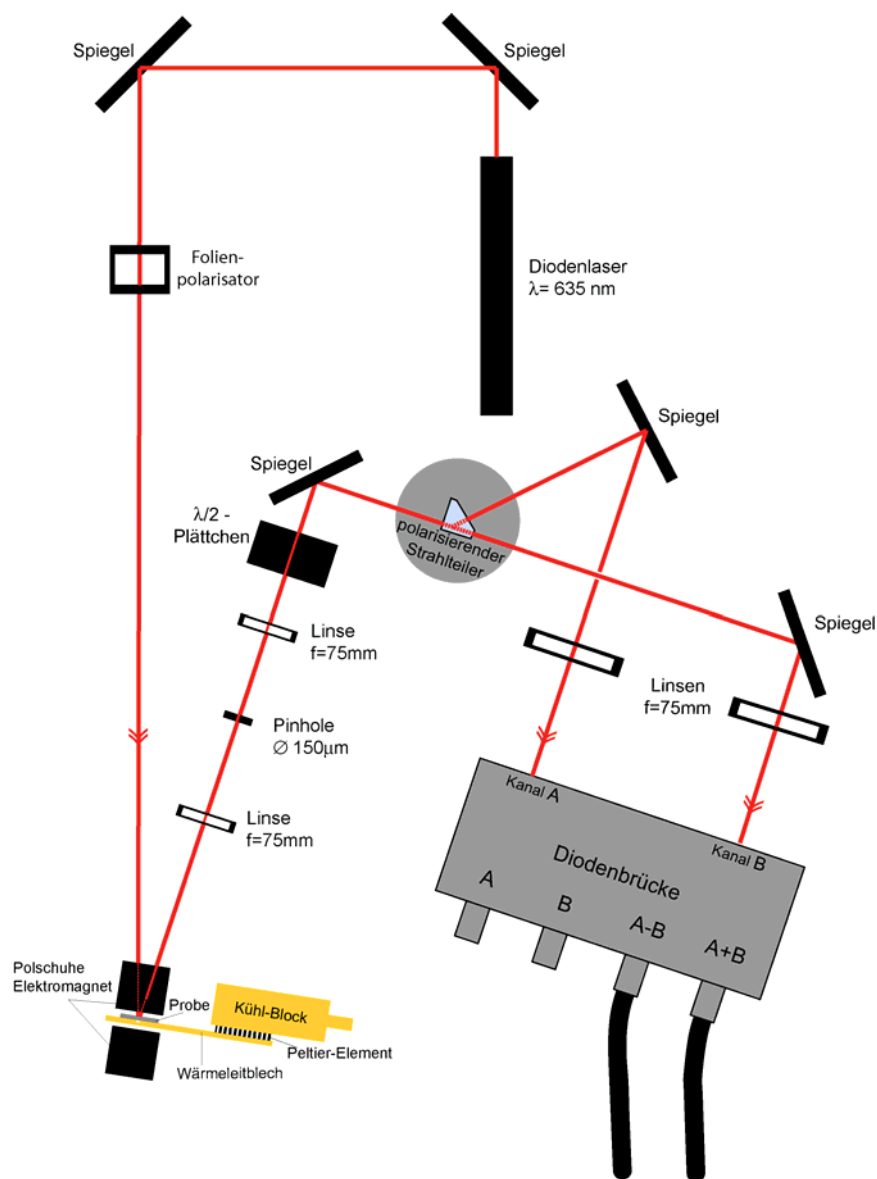 Spiegel
Spiegel
Folien-
polarisator
Diodenlaser
λ= 635 nm
Spiegel
Spiegel
λ/2 -
Plättchen
polarisierender
Strahlteiler
Linse
f=75mm
Spiegel
Linsen
f=75mm
Pinhole
∅ 150μm
Linse
f=75mm
Kanal A
Kanal B
Diodenbrücke
A
B
A-B
A+B
Polschuhe
Elektromagnet
Probe
Kühl-Block
Peltier-Element
Wärmeleitblech